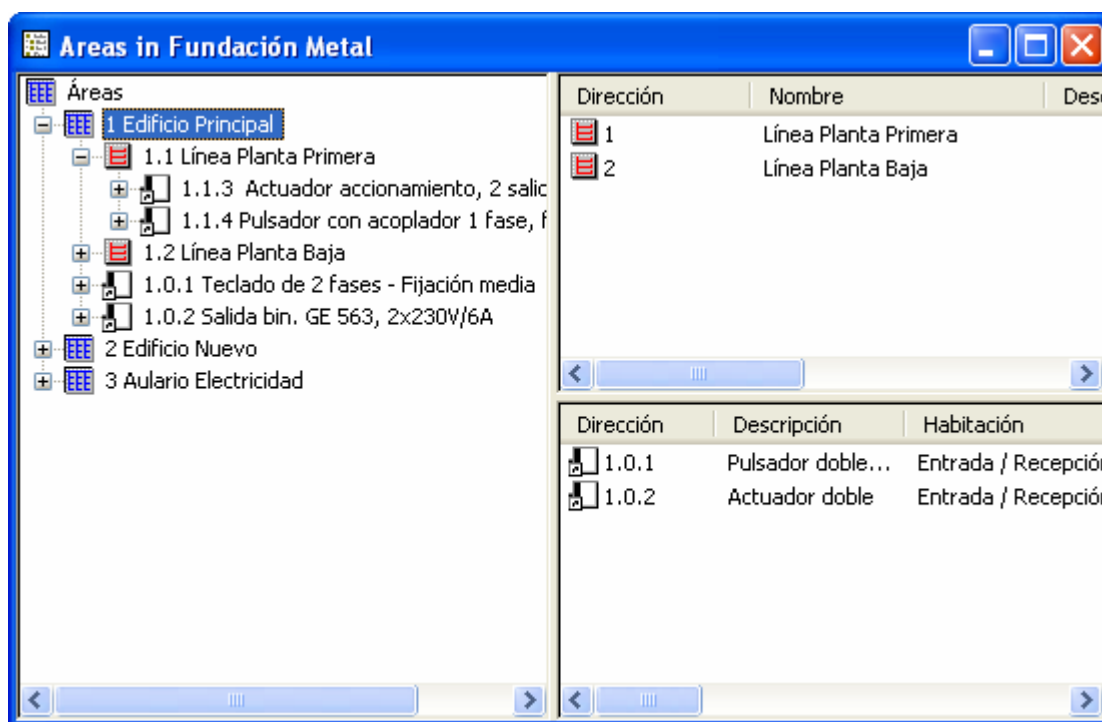 Areas in Fundación Metal
Áreas
1 Edificio Principal
1.1 Línea Planta Primera
1.1.3 Actuador accionamiento, 2 salid
1.1.4 Pulsador con acoplador 1 fase, f
1.2 Línea Planta Baja
1.0.1 Teclado de 2 fases - Fijación media
1.0.2 Salida bin. GE 563, 2x230V/6A
2 Edificio Nuevo
3 Aulario Electricidad
Dirección Nombre Desc
1 Línea Planta Primera
2 Línea Planta Baja
Dirección Descripción Habitación
1.0.1 Pulsador doble... Entrada / Recepción
1.0.2 Actuador doble Entrada / Recepción